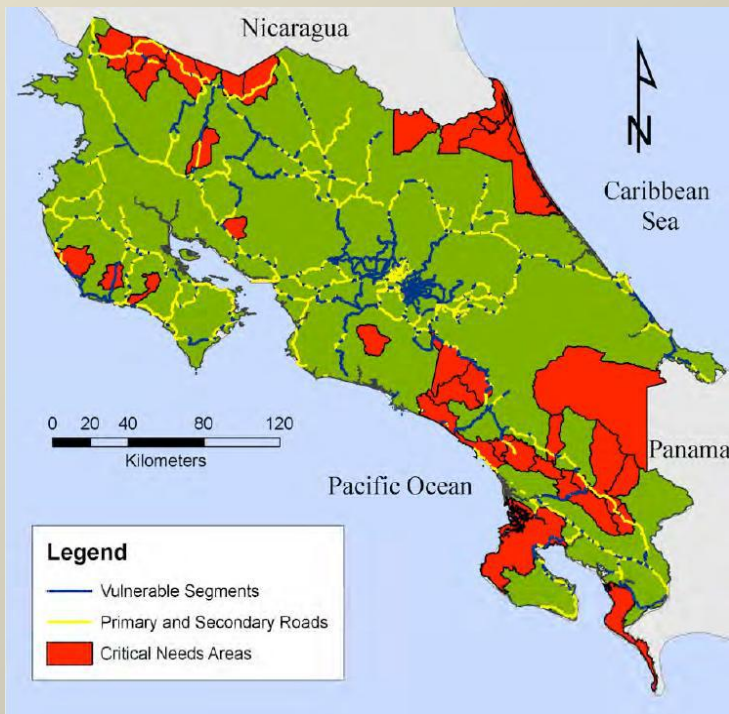 Nicaragua
N
Caribbean
Sea
0 20 40 80 120
Kilometers
Panama
Pacific Ocean
Legend
Vulnerable Segments
Primary and Secondary Roads
Critical Needs Areas